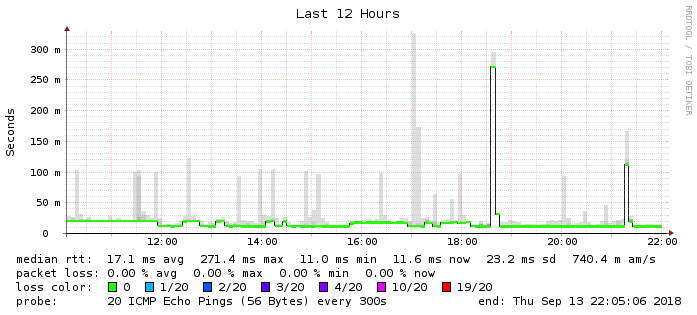 Last 12 Hours
RRDTOOL / TOBI OETIKER
Seconds
300 m
250 m
200 m
150 m
100 m
50 m
0
12:00 14:00 16:00 18:00 20:00 22:00
median rtt: 17.1 ms avg 271.4 ms max 11.0 ms min 11.6 ms now 23.2 ms sd 740.4 m am/s
packet loss: 0.00 % avg 0.00 % max 0.00 % min 0.00 % now
loss color: 0 1/20 2/20 3/20 4/20 10/20 19/20
probe: 20 ICMP Echo Pings (56 Bytes) every 300s end: Thu Sep 13 22:05:06 2018